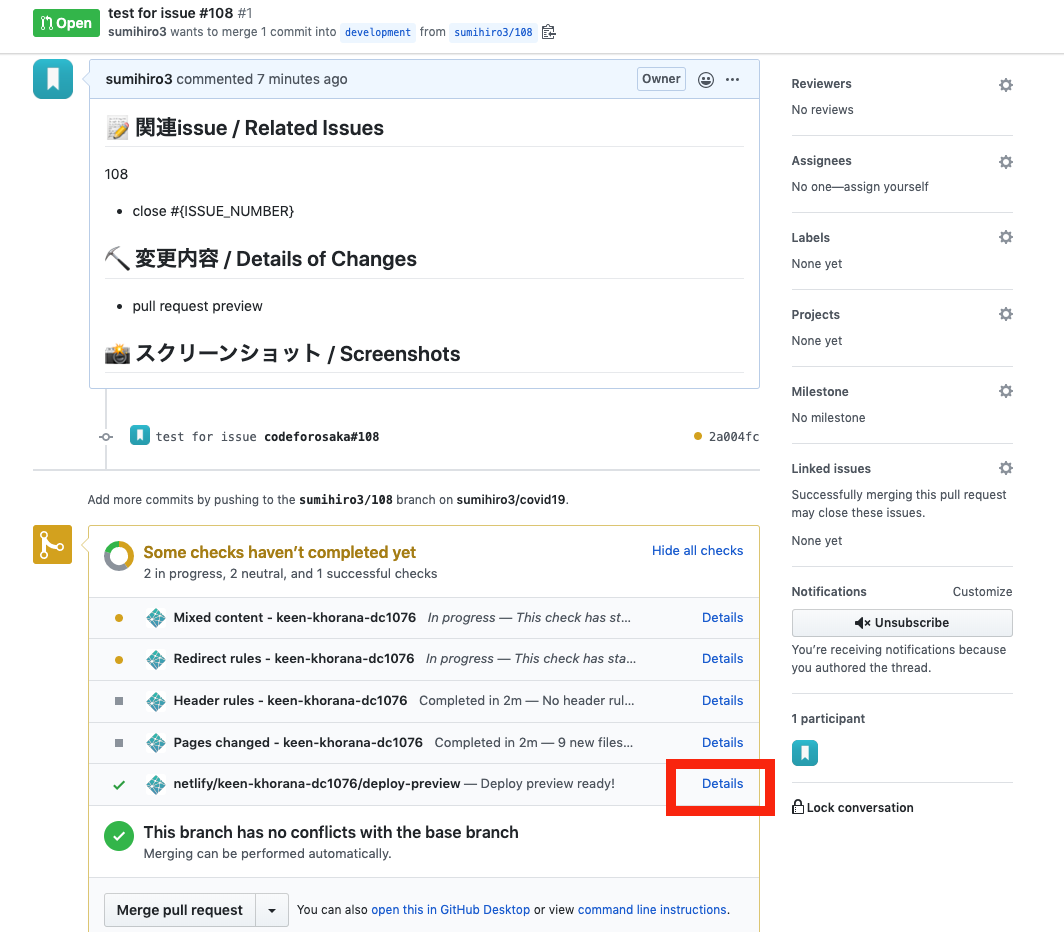 Open
test for issue #108 #1
sumihiro3 wants to merge 1 commit into development from sumihiro3/108
sumihiro3 commented 7 minutes ago
Owner
関連issue / Related Issues
108
close #{ISSUE_NUMBER}
変更内容 / Details of Changes
pull request preview
スクリーンショット / Screenshots
test for issue codeforosaka#108
2a004fc
Add more commits by pushing to the sumihiro3/108 branch on sumihiro3/covid19.
Some checks haven't completed yet
Hide all checks
2 in progress, 2 neutral, and 1 successful checks
Mixed content - keen-khorana-dc1076 In progress — This check has st... Details
Redirect rules - keen-khorana-dc1076 In progress — This check has sta... Details
Header rules - keen-khorana-dc1076 Completed in 2m — No header rul... Details
Pages changed - keen-khorana-dc1076 Completed in 2m — 9 new files... Details
netlify/keen-khorana-dc1076/deploy-preview — Deploy preview ready! Details
This branch has no conflicts with the base branch
Merging can be performed automatically.
Merge pull request
You can also open this in GitHub Desktop or view command line instructions.
Reviewers
No reviews
Assignees
No one—assign yourself
Labels
None yet
Projects
None yet
Milestone
No milestone
Linked issues
Successfully merging this pull request
may close these issues.
None yet
Notifications
Customize
Unsubscribe
You're receiving notifications because
you authored the thread.
1 participant
Lock conversation